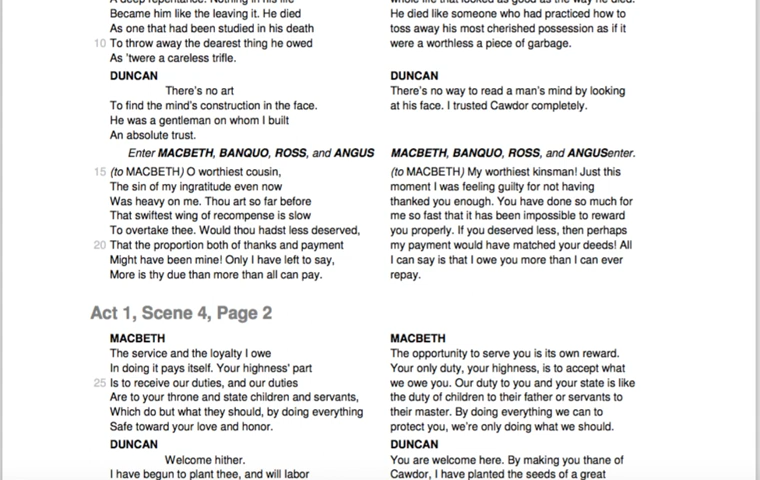 A deep repentance. Nothing in his life
Became him like the leaving it. He died
As one that had been studied in his death
10 To throw away the dearest thing he owed
As 'twere a careless trifle.
DUNCAN
There's no art
To find the mind's construction in the face.
He was a gentleman on whom I built
An absolute trust.
Enter MACBETH, BANQUO, ROSS, and ANGUS
15 (to MACBETH) O worthiest cousin,
The sin of my ingratitude even now
Was heavy on me. Thou art so far before
That swiftest wing of recompense is slow
To overtake thee. Would thou hadst less deserved,
20 That the proportion both of thanks and payment
Might have been mine! Only I have left to say,
More is thy due than more than all can pay.
whole life that looked as good as the way he died.
He died like someone who had practiced how to
toss away his most cherished possession as if it
were a worthless a piece of garbage.
DUNCAN
There's no way to read a man's mind by looking
at his face. I trusted Cawdor completely.
MACBETH, BANQUO, ROSS, and ANGUSenter.
(to MACBETH) My worthiest kinsman! Just this
moment I was feeling guilty for not having
thanked you enough. You have done so much for
me so fast that it has been impossible to reward
you properly. If you deserved less, then perhaps
my payment would have matched your deeds! All
I can say is that I owe you more than I can ever
repay.
Act 1, Scene 4, Page 2
MACBETH
The service and the loyalty I owe
In doing it pays itself. Your highness' part
25 Is to receive our duties, and our duties
Are to your throne and state children and servants,
Which do but what they should, by doing everything
Safe toward your love and honor.
DUNCAN
Welcome hither.
I have begun to plant thee, and will labor
MACBETH
The opportunity to serve you is its own reward.
Your only duty, your highness, is to accept what
we owe you. Our duty to you and your state is like
the duty of children to their father or servants to
their master. By doing everything we can to
protect you, we're only doing what we should.
DUNCAN
You are welcome here. By making you thane of
Cawdor, I have planted the seeds of a great